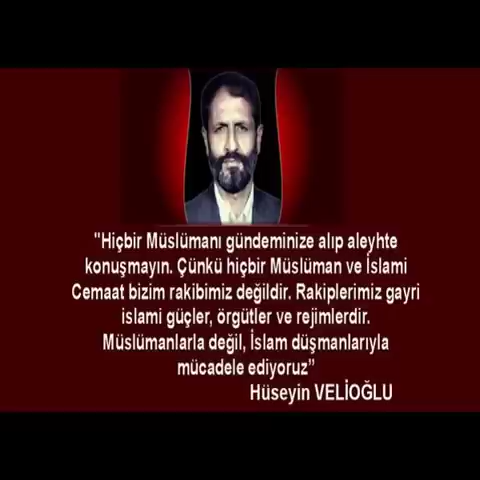 "Hiçbir Müslümanı gündeminize alıp aleyhte
konuşmayın. Çünkü hiçbir Müslüman ve İslami
Cemaat bizim rakibimiz değildir. Rakiplerimiz gayri
islami güçler, örgütler ve rejimlerdir.
Müslümanlarla değil, İslam düşmanlarıyla
mücadele ediyoruz”
Hüseyin VELİOĞLU